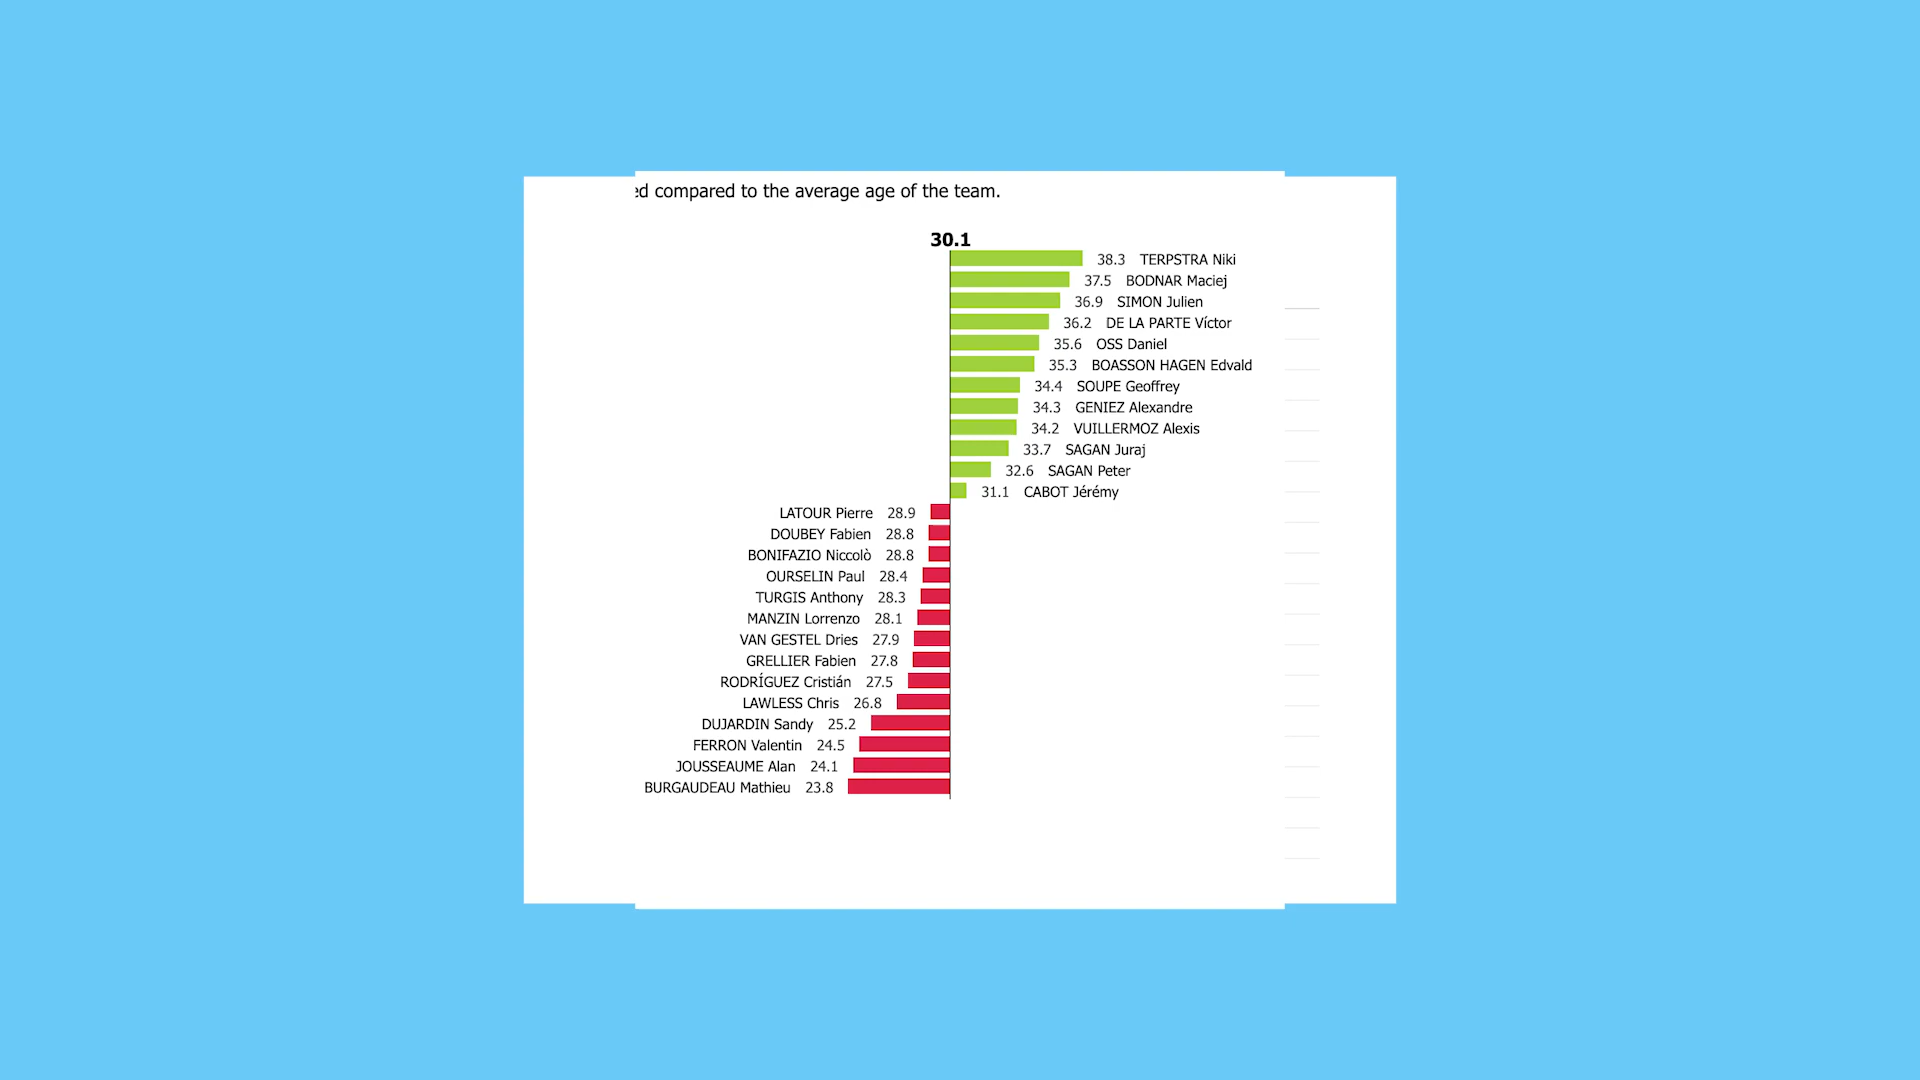 ed compared to the average age of the team.
30.1
38.3 TERPSTRA Niki
37.5 BODNAR Maciej
36.9 SIMON Julien
36.2 DE LA PARTE Víctor
35.6 OSS Daniel
35.3 BOASSON HAGEN Edvald
34.4 SOUPE Geoffrey
34.3 GENIEZ Alexandre
34.2 VUILLERMOZ Alexis
33.7 SAGAN Juraj
32.6 SAGAN Peter
31.1 CABOT Jérémy
LATOUR Pierre 28.9
DOUBEY Fabien 28.8
BONIFAZIO Niccolò 28.8
OURSELIN Paul 28.4
TURGIS Anthony 28.3
MANZIN Lorrenzo 28.1
VAN GESTEL Dries 27.9
GRELLIER Fabien 27.8
RODRÍGUEZ Cristián 27.5
LAWLESS Chris 26.8
DUJARDIN Sandy 25.2
FERRON Valentin 24.5
JOUSSEAUME Alan 24.1
BURGAUDEAU Mathieu 23.8